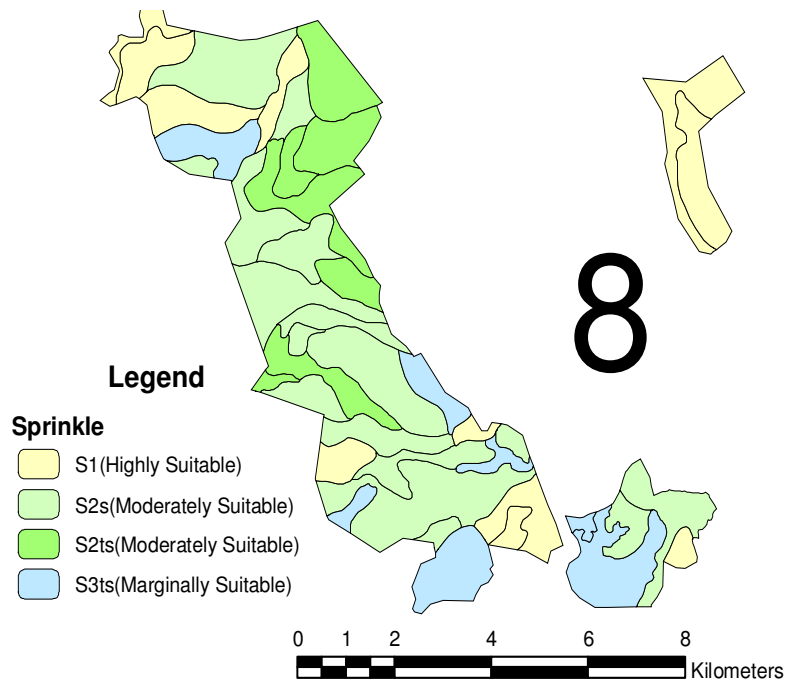 8
Legend
Sprinkle
S1(Highly Suitable)
S2s(Moderately Suitable)
S2ts(Moderately Suitable)
S3ts(Marginally Suitable)
0 1 2 4 6 8
Kilometers